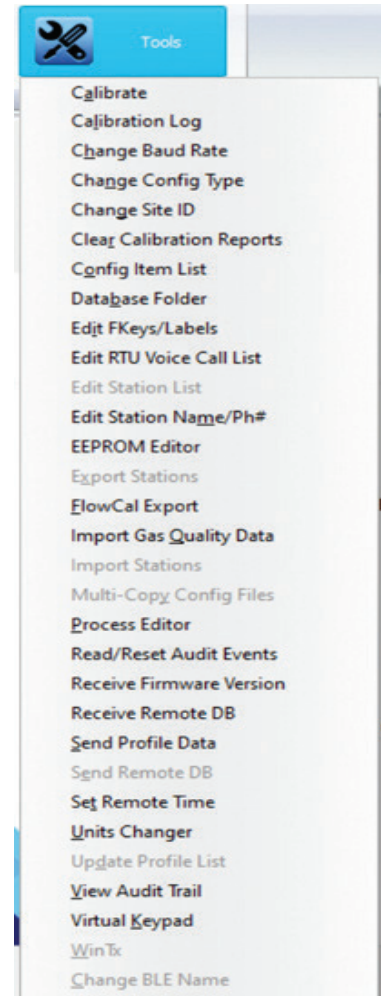 Tools
Calibrate
Calibration Log
Change Baud Rate
Change Config Type
Change Site ID
Clear Calibration Reports
Config Item List
Database Folder
Edit FKeys/Labels
Edit RTU Voice Call List
Edit Station List
Edit Station Name/Ph#
EEPROM Editor
Export Stations
FlowCal Export
Import Gas Quality Data
Import Stations
Multi-Copy Config Files
Process Editor
Read/Reset Audit Events
Receive Firmware Version
Receive Remote DB
Send Profile Data
Send Remote DB
Set Remote Time
Units Changer
Update Profile List
View Audit Trail
Virtual Keypad
WinTx
Change BLE Name